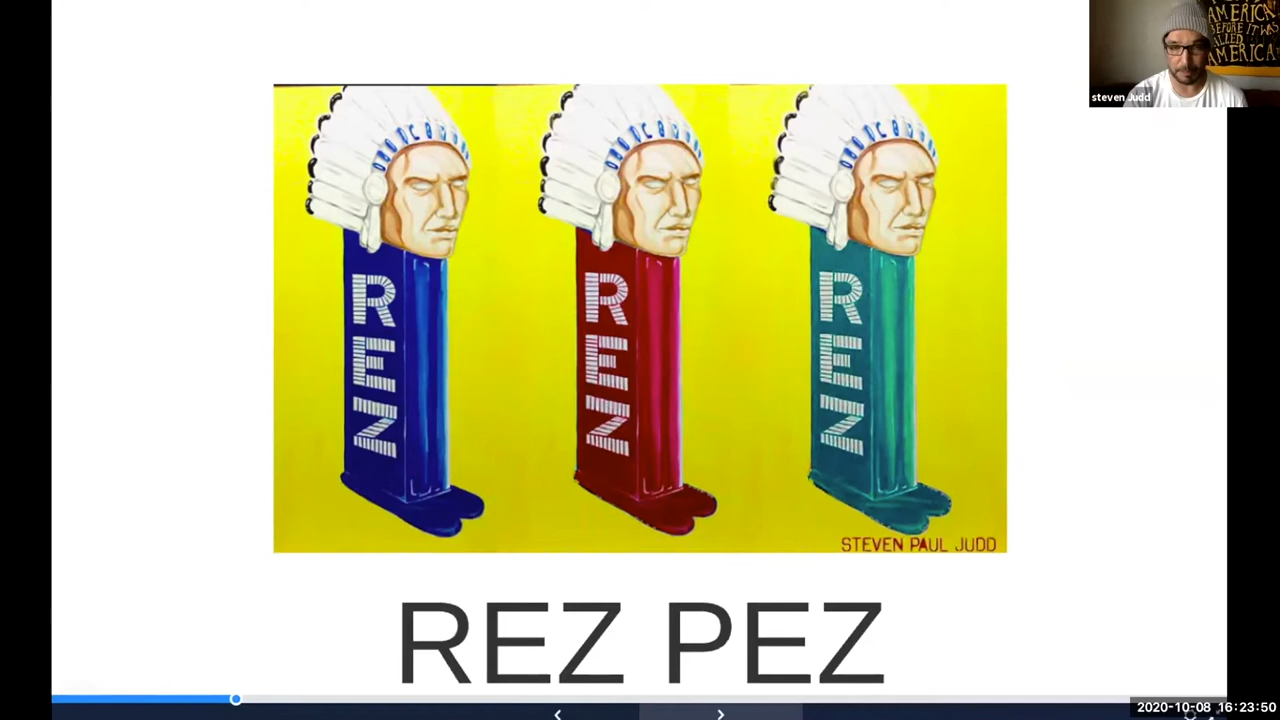 AMERICA
BEFORE IT WAS
CALLED
AMERICA
steven Judd
REZ
REZ
REZ
STEVEN PAUL JUDD
REZ PEZ
2020-10-08 16:23:50